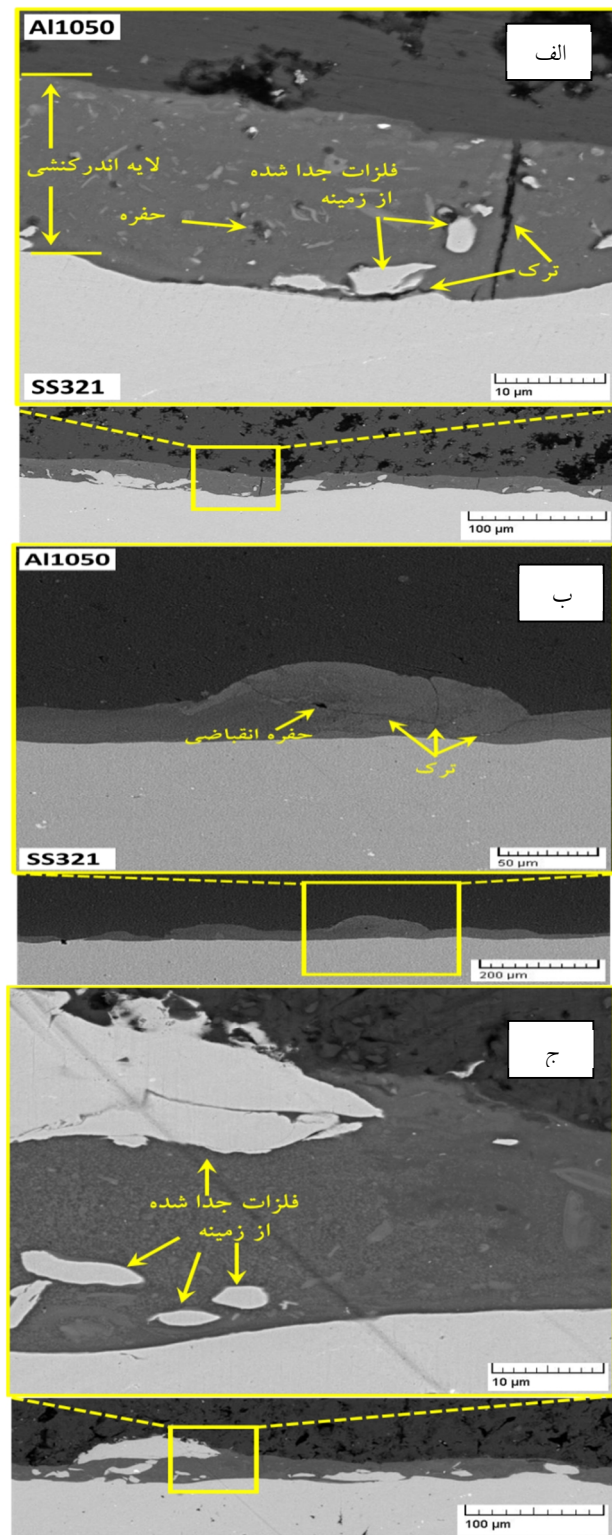 Al1050
الف
لایه اندرکنشی
فلزات جدا شده
از زمینه
حفره
ترک
SS321
10 µm
100 µm
Al1050
ب
حفره انقباضی
ترک
SS321
50 µm
200 µm
ج
فلزات جدا شده
از زمینه
10 µm
100 µm